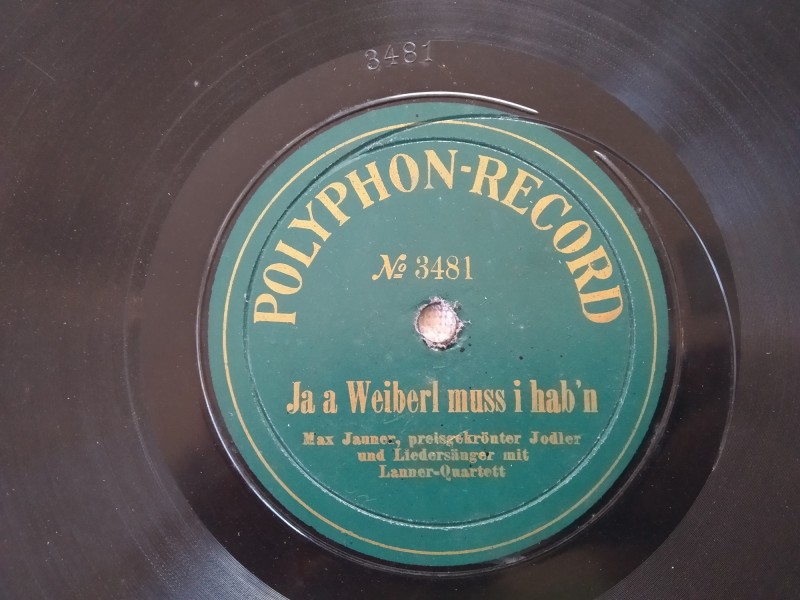 3481
POLYPHON-RECORD
№ 3481
Ja a Weiberl muss i hab'n
Max Jauner, preisgekrönter Jodler
und Liedersänger mit
Lanner-Quartett